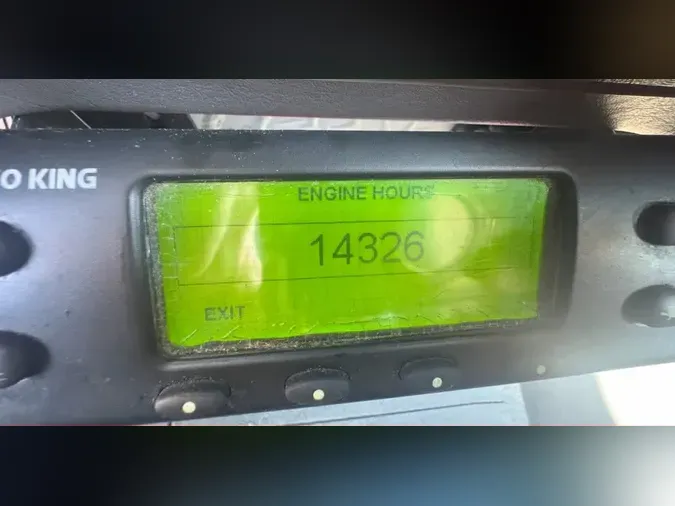 O KING
ENGINE HOURS
14326
EXIT